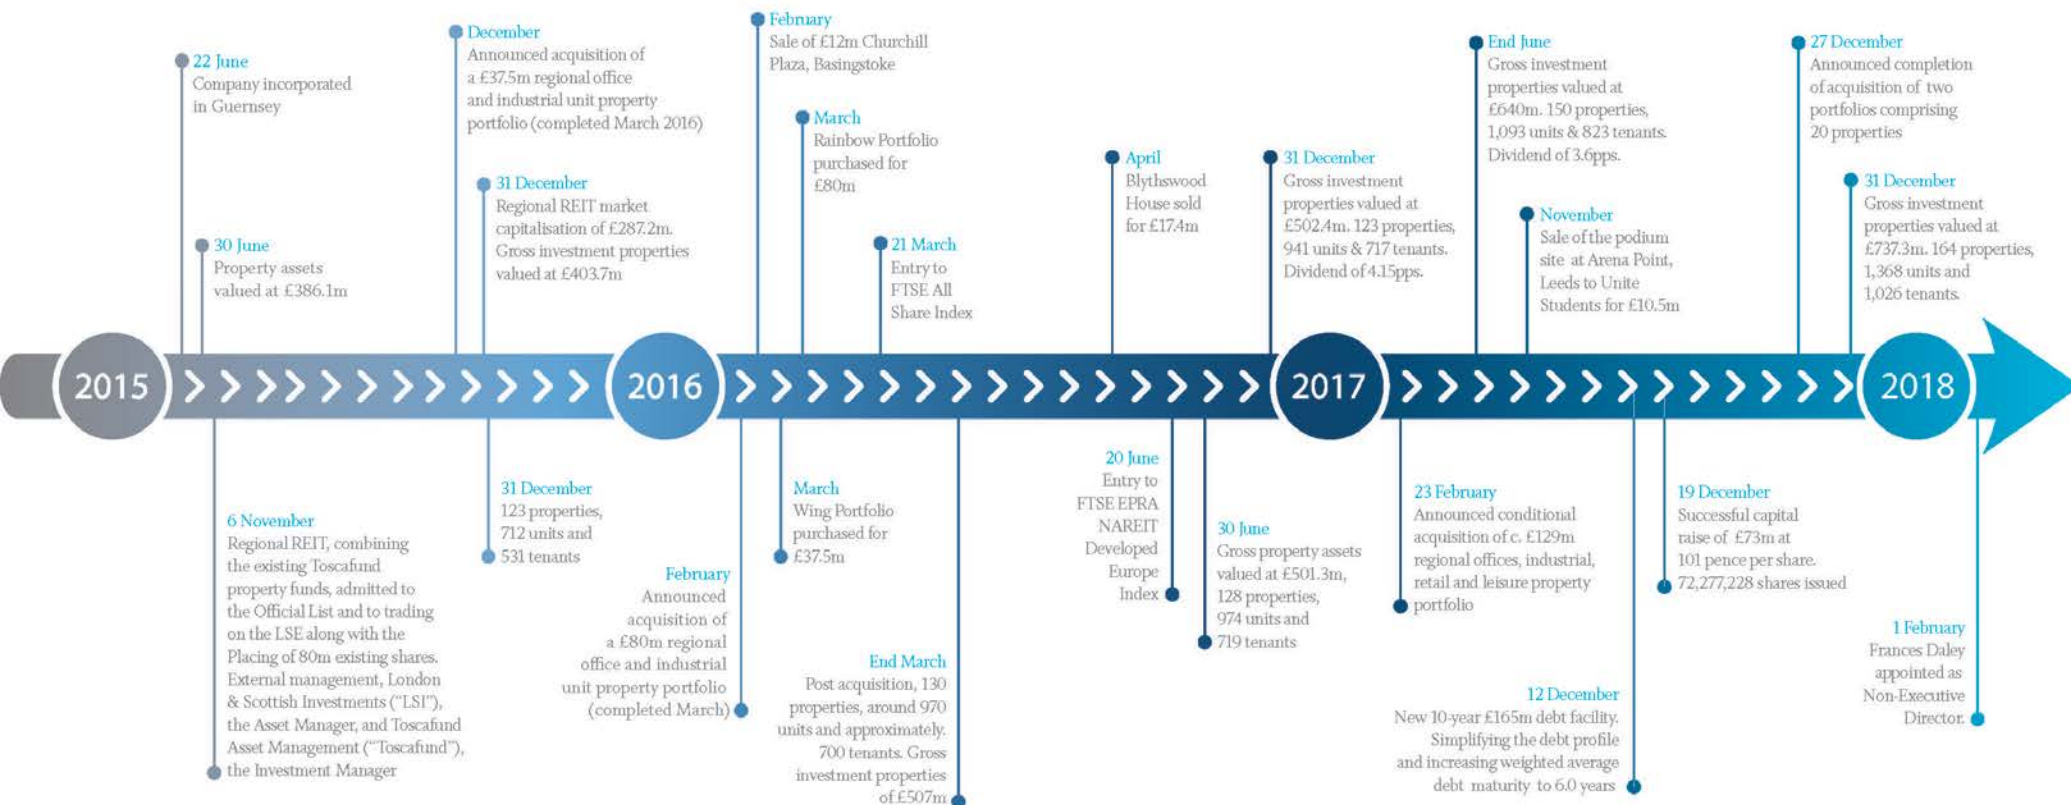 22 June
Company incorporated
in Guernsey
30 June
Property assets
valued at £386.1m
December
Announced acquisition of
a £37.5m regional office
and industrial unit property
portfolio (completed March 2016)
31 December
Regional REIT market
capitalisation of £287.2m.
Gross investment properties
valued at £403.7m
February
Sale of £12m Churchill
Plaza, Basingstoke
March
Rainbow Portfolio
purchased for
£80m
21 March
Entry to
FTSE All
Share Index
April
Blythswood
House sold
for £17.4m
31 December
Gross investment
properties valued at
£502.4m. 123 properties,
941 units & 717 tenants.
Dividend of 4.15pps.
End June
Gross investment
properties valued at
£640m. 150 properties,
1,093 units & 823 tenants.
Dividend of 3.6pps.
November
Sale of the podium
site at Arena Point,
Leeds to Unite
Students for £10.5m
27 December
Announced completion
of acquisition of two
portfolios comprising
20 properties
31 December
Gross investment
properties valued at
£737.3m. 164 properties,
1,368 units and
1,026 tenants.
2015
2016
2017
2018
6 November
Regional REIT, combining
the existing Toscafund
property funds, admitted to
the Official List and to trading
on the LSE along with the
Placing of 80m existing shares.
External management, London
& Scottish Investments ("LSI"),
the Asset Manager, and Toscafund
Asset Management ("Toscafund"),
the Investment Manager
31 December
123 properties,
712 units and
531 tenants
February
Announced
acquisition of
a £80m regional
office and industrial
unit property portfolio
(completed March)
March
Wing Portfolio
purchased for
£37.5m
End March
Post acquisition, 130
properties, around 970
units and approximately.
700 tenants. Gross
investment properties
of £507m
20 June
Entry to
FTSE EPRA
NAREIT
Developed
Europe
Index
30 June
Gross property assets
valued at £501.3m,
128 properties,
974 units and
719 tenants
23 February
Announced conditional
acquisition of c. £129m
regional offices, industrial,
retail and leisure property
portfolio
12 December
New 10-year £165m debt facility.
Simplifying the debt profile
and increasing weighted average
debt maturity to 6.0 years
19 December
Successful capital
raise of £73m at
101 pence per share.
72,277,228 shares issued
1 February
Frances Daley
appointed as
Non-Executive
Director.